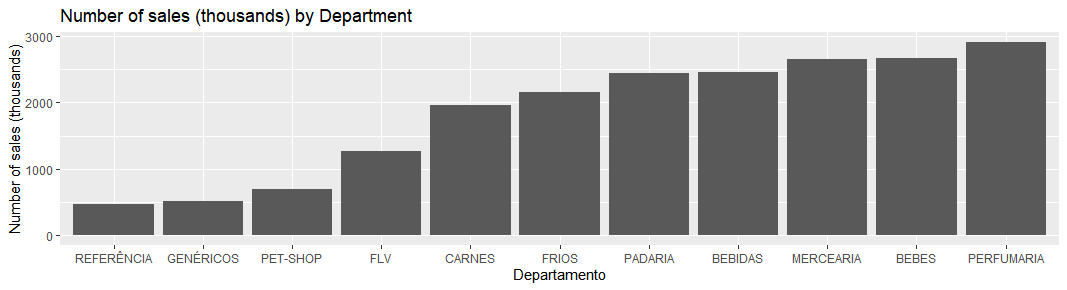 Number of sales (thousands) by Department
Number of sales (thousands)
3000
2000
1000
0
REFERÊNCIA GENÉRICOS PET-SHOP FLV CARNES FRIOS PADARIA BEBIDAS MERCEARIA BEBES PERFUMARIA
Departamento